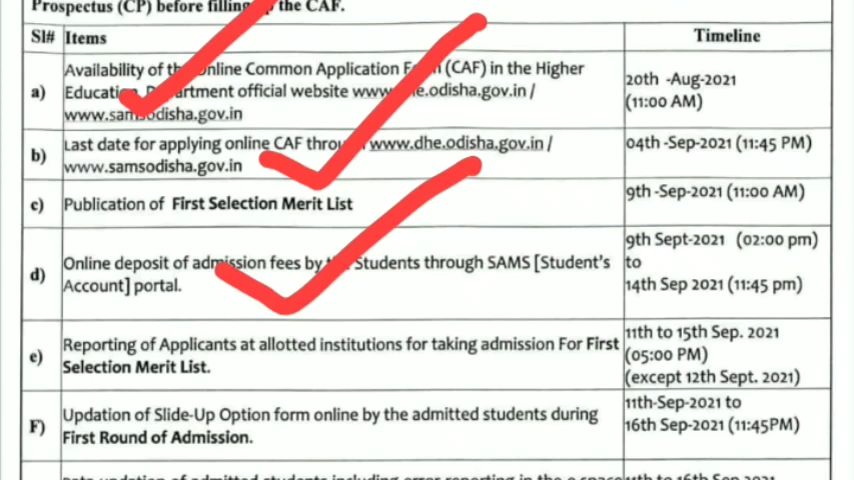 Prospectus (CP) before filling the CAF.
Sl# Items Timeline
a) Availability of the Online Common Application Form (CAF) in the Higher
Education Department official website www.dhe.odisha.gov.in /
www.samsodisha.gov.in
20th -Aug-2021
(11:00 AM)
b) Last date for applying online CAF through www.dhe.odisha.gov.in /
www.samsodisha.gov.in
04th -Sep-2021 (11:45 PM)
c) Publication of First Selection Merit List
9th -Sep-2021 (11:00 AM)
d) Online deposit of admission fees by the Students through SAMS [Student's
Account] portal.
9th Sept-2021 (02:00 pm)
to
14th Sep 2021 (11:45 pm)
e) Reporting of Applicants at allotted institutions for taking admission For First
Selection Merit List.
11th to 15th Sep. 2021
(05:00 PM)
(except 12th Sept. 2021)
F) Updation of Slide-Up Option form online by the admitted students during
First Round of Admission.
11th-Sep-2021 to
16th Sep-2021 (11:45PM)